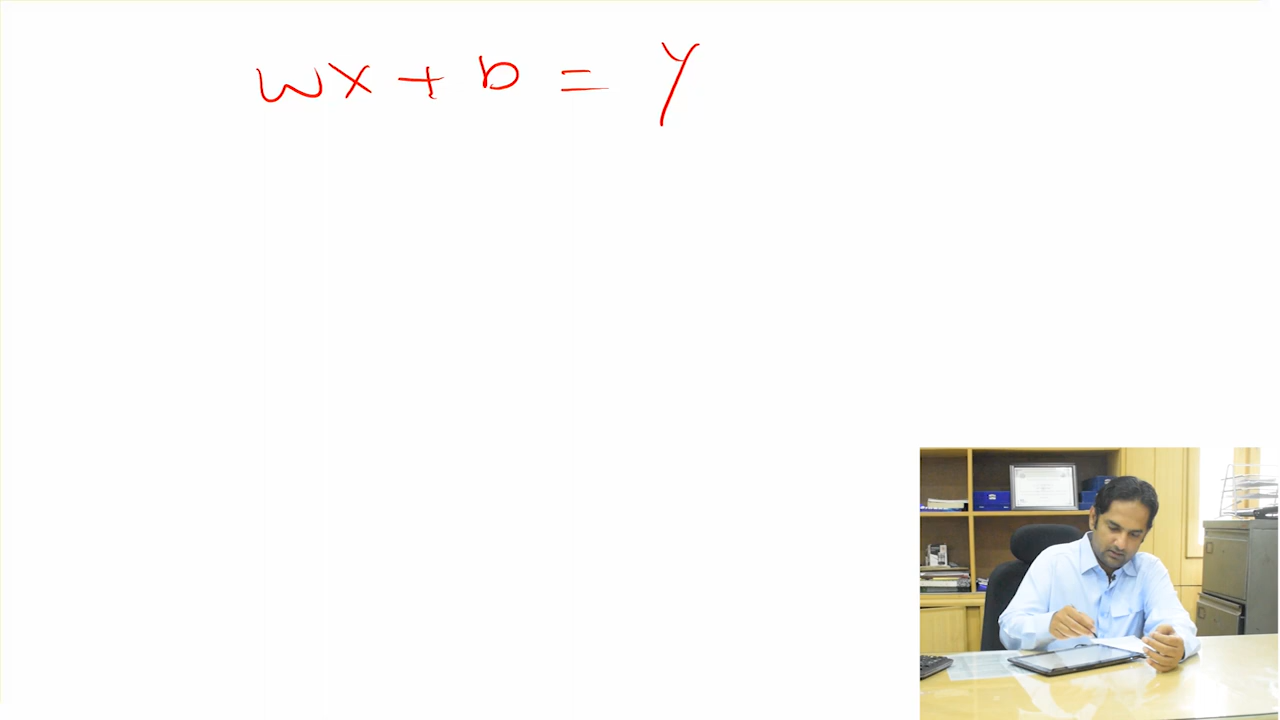 wx + b = y